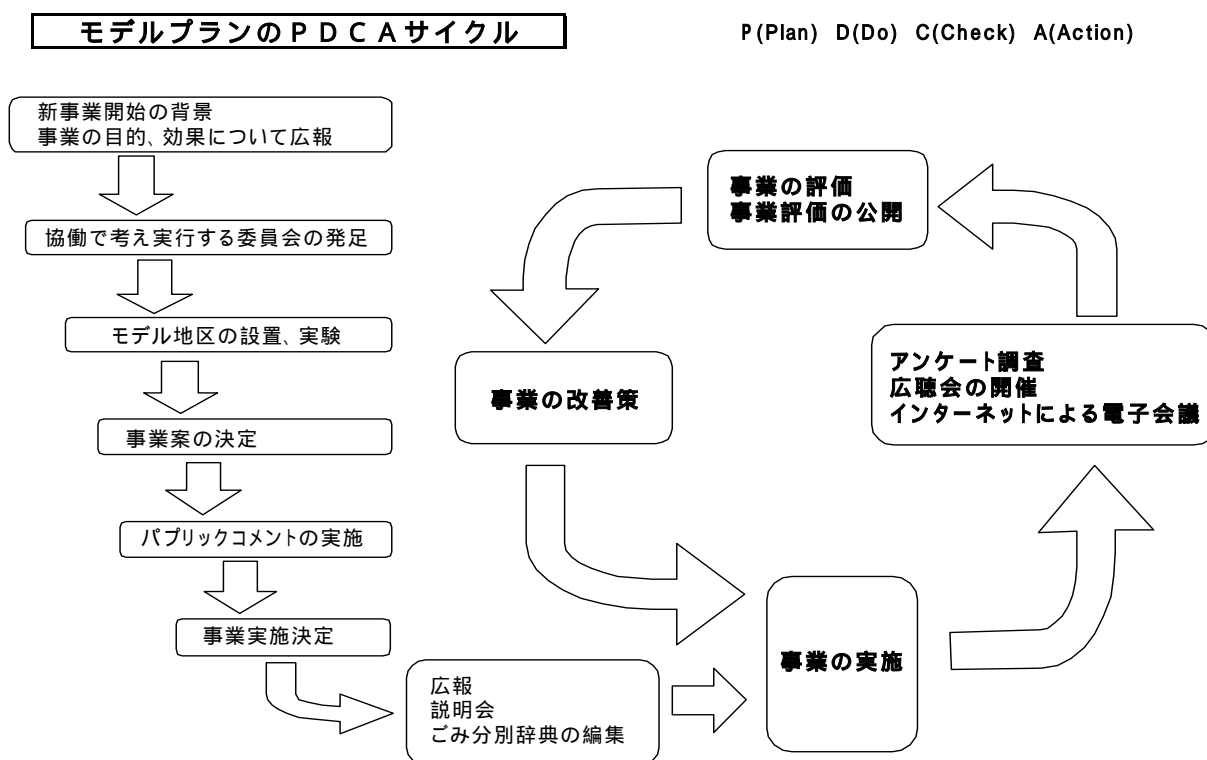 モデルプランのPDCAサイクル
P(Plan) D(Do) C(Check) A(Action)
新事業開始の背景
事業の目的、効果について広報
協働で考え実行する委員会の発足
モデル地区の設置、実験
事業案の決定
パブリックコメントの実施
事業実施決定
広報
説明会
ごみ分別辞典の編集
事業の実施
アンケート調査
広聴会の開催
インターネットによる電子会議
事業の評価
事業評価の公開
事業の改善策